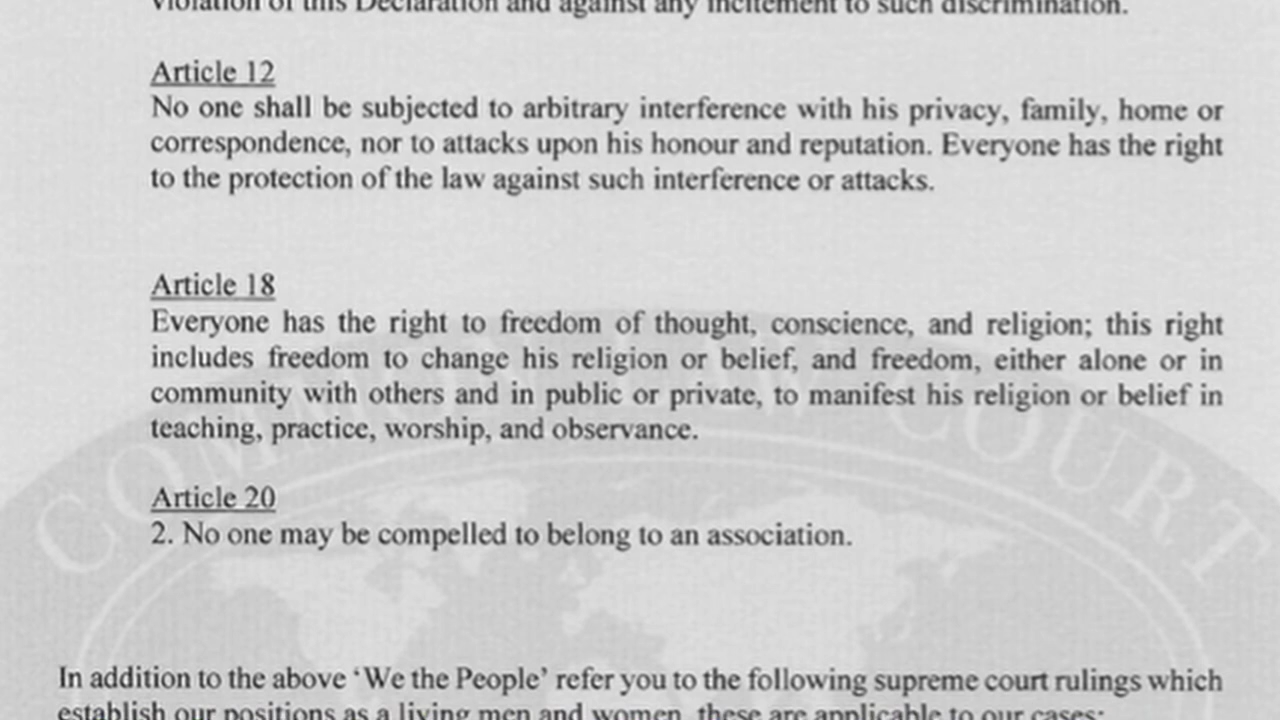 violation of this Declaration and against any incitement to such discrimination.
Article 12
No one shall be subjected to arbitrary interference with his privacy, family, home or
correspondence, nor to attacks upon his honour and reputation. Everyone has the right
to the protection of the law against such interference or attacks.
Article 18
Everyone has the right to freedom of thought, conscience, and religion; this right
includes freedom to change his religion or belief, and freedom, either alone or in
community with others and in public or private, to manifest his religion or belief in
teaching, practice, worship, and observance.
COMMON LAW COURT
Article 20
2. No one may be compelled to belong to an association.
In addition to the above ‘We the People’ refer you to the following supreme court rulings which
establish our positions as a living men and women, these are applicable to our cases: